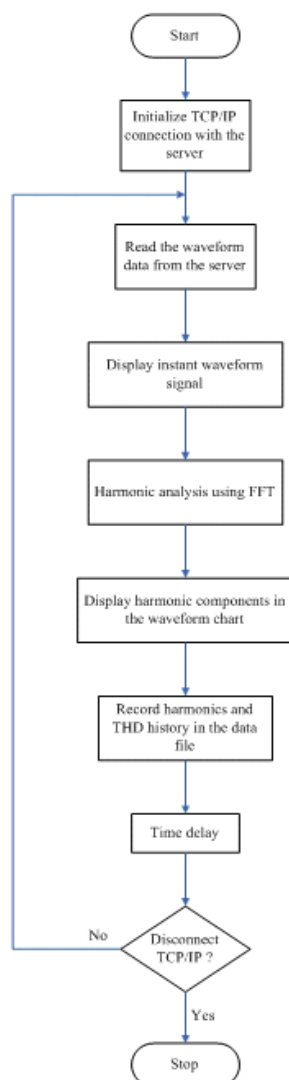 Start
Initialize TCP/IP
connection with the
server
Read the waveform
data from the server
Display instant waveform
signal
Harmonic analysis using FFT
Display harmonic components in
the waveform chart
Record harmonics and
THD history in the data
file
Time delay
No
Disconnect
TCP/IP ?
Yes
Stop